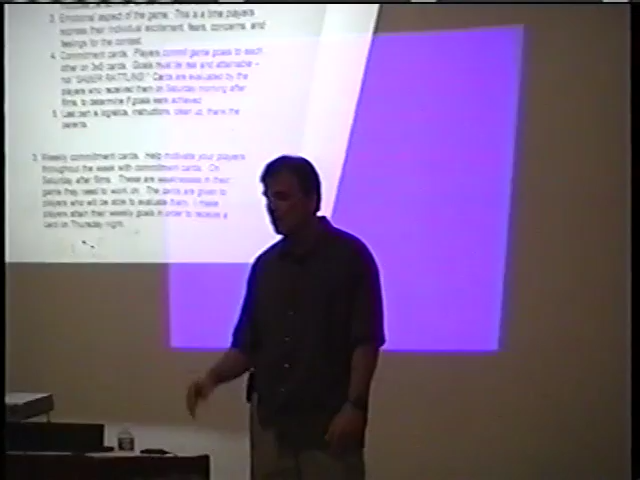 3. Emotional aspect of the game. This is a time players
express their individual excitement, fears, concerns, and
feelings for the contest.
4. Commitment cards. Players commit game goals to each
other on 3x5 cards. Goals must be real and attainable –
not "SABER RATTLING" Cards are evaluated by the
players who received them on Saturday morning after
films, to determine if goals were achieved.
5. Last part is logistics, instructions, clean up, thank the
parents.
3. Weekly commitment cards. Help motivate your players
throughout the week with commitment cards. On
Saturday after films. These are weaknesses in their
game they need to work on. The cards are given to
players who will be able to evaluate them. I make
players attach their weekly goals in order to receive a
card on Thursday night.